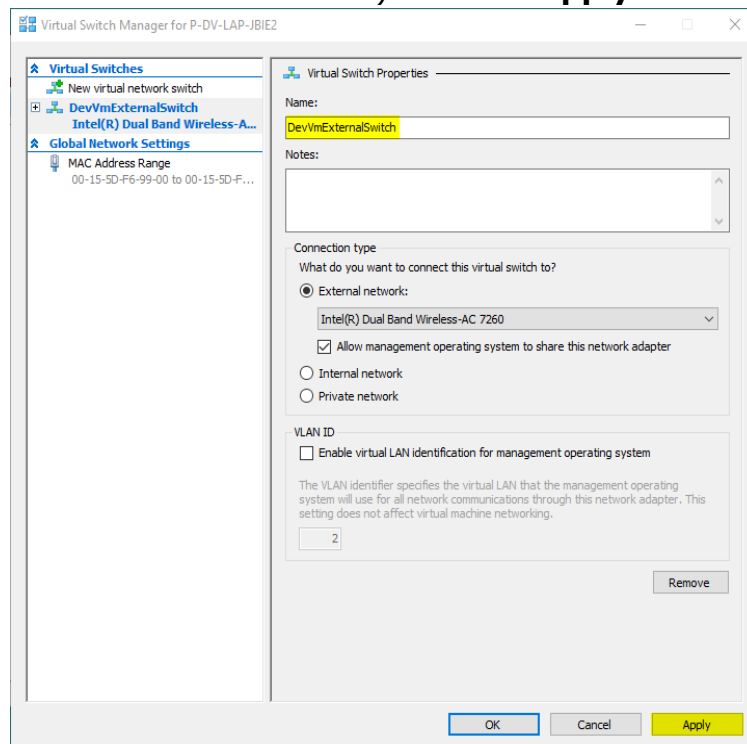 Virtual Switch Manager for P-DV-LAP-JBIE2
Virtual Switches
New virtual network switch
DevVmExternalSwitch
Intel(R) Dual Band Wireless-A...
Global Network Settings
MAC Address Range
00-15-5D-F6-99-00 to 00-15-5D-F...
Virtual Switch Properties
Name:
DevVmExternalSwitch
Notes:
Connection type
What do you want to connect this virtual switch to?
External network:
Intel(R) Dual Band Wireless-AC 7260
Allow management operating system to share this network adapter
Internal network
Private network
VLAN ID
Enable virtual LAN identification for management operating system
The VLAN identifier specifies the virtual LAN that the management operating
system will use for all network communications through this network adapter. This
setting does not affect virtual machine networking.
2
Remove
OK
Cancel
Apply